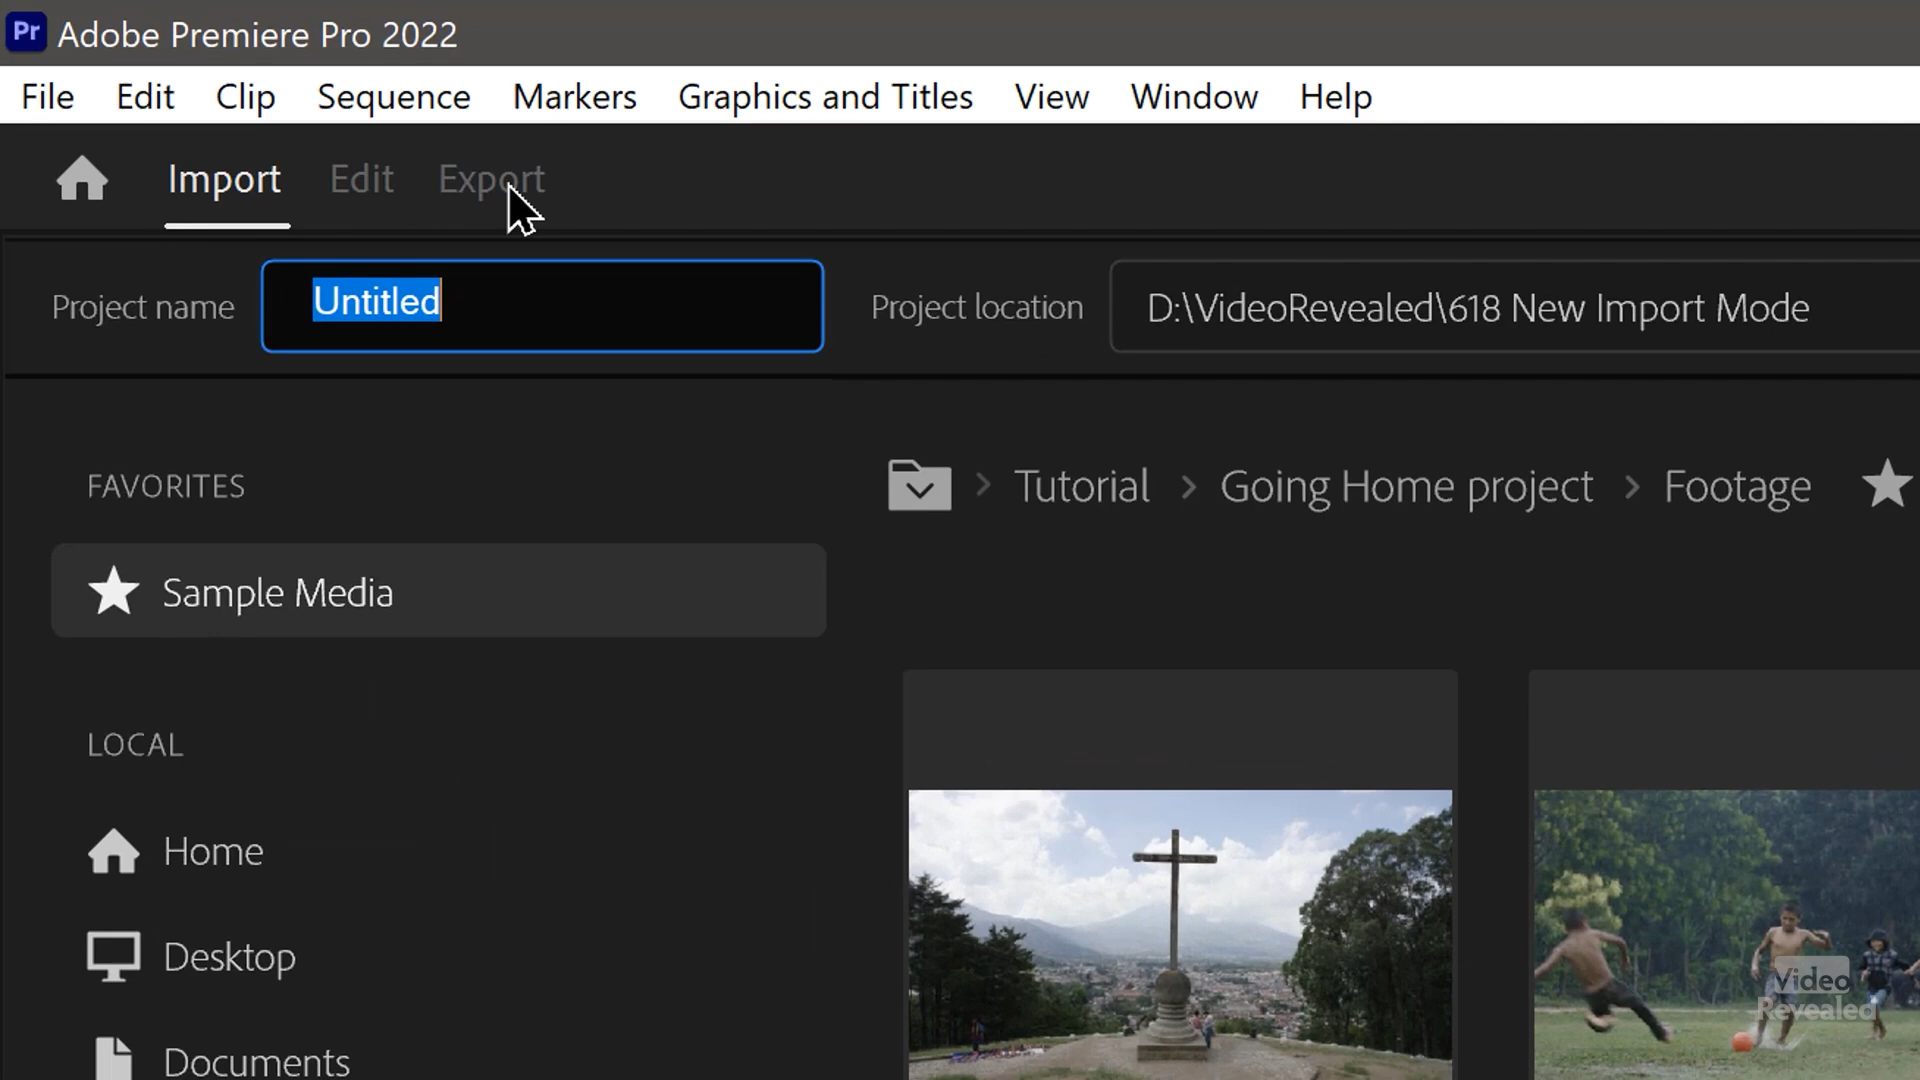 Pr Adobe Premiere Pro 2022
File Edit Clip Sequence Markers Graphics and Titles View Window Help
Import Edit Export
Project name Untitled Project location D:\VideoRevealed\618 New Import Mode
FAVORITES
Tutorial > Going Home project > Footage
Sample Media
LOCAL
Home
Desktop
Documents
Video
Revealed